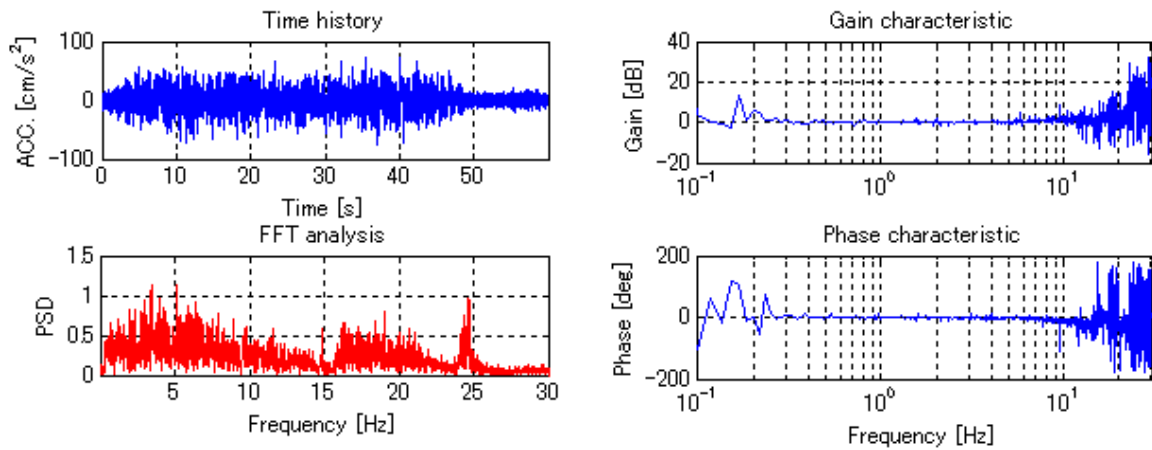 Time history
ACC. [cm/s²]
100
0
-100
0 10 20 30 40 50
Time [s]
Gain characteristic
Gain [dB]
40
20
0
-20
10⁻¹ 10⁰ 10¹
FFT analysis
PSD
1.5
1
0.5
0
5 10 15 20 25 30
Frequency [Hz]
Phase characteristic
Phase [deg]
200
0
-200
10⁻¹ 10⁰ 10¹
Frequency [Hz]